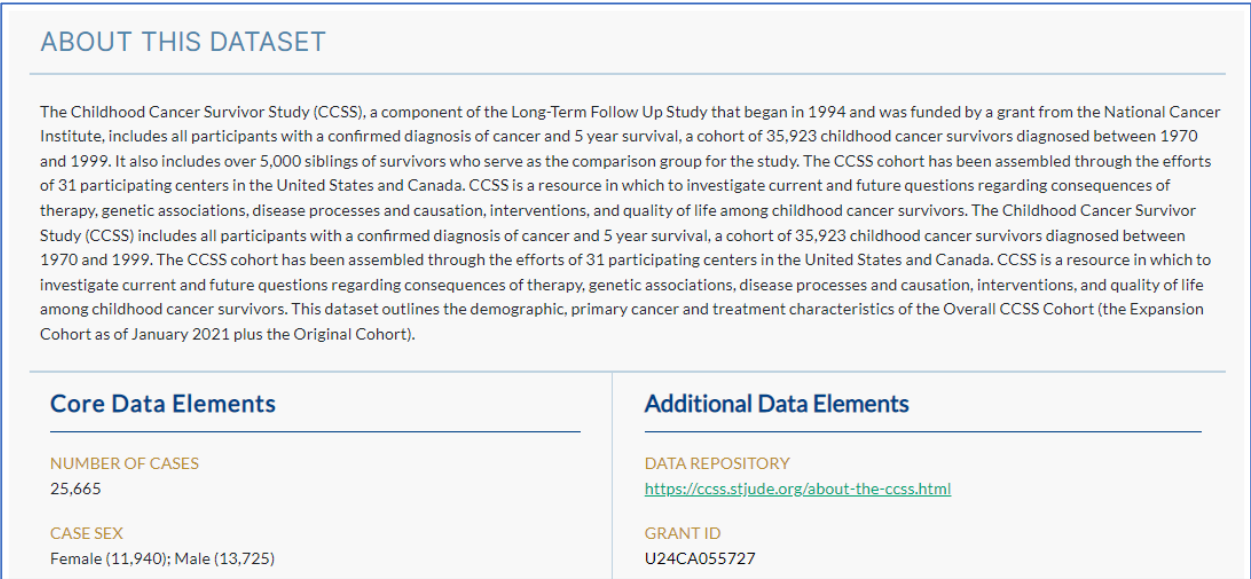 ABOUT THIS DATASET
The Childhood Cancer Survivor Study (CCSS), a component of the Long-Term Follow Up Study that began in 1994 and was funded by a grant from the National Cancer
Institute, includes all participants with a confirmed diagnosis of cancer and 5 year survival, a cohort of 35,923 childhood cancer survivors diagnosed between 1970
and 1999. It also includes over 5,000 siblings of survivors who serve as the comparison group for the study. The CCSS cohort has been assembled through the efforts
of 31 participating centers in the United States and Canada. CCSS is a resource in which to investigate current and future questions regarding consequences of
therapy, genetic associations, disease processes and causation, interventions, and quality of life among childhood cancer survivors. The Childhood Cancer Survivor
Study (CCSS) includes all participants with a confirmed diagnosis of cancer and 5 year survival, a cohort of 35,923 childhood cancer survivors diagnosed between
1970 and 1999. The CCSS cohort has been assembled through the efforts of 31 participating centers in the United States and Canada. CCSS is a resource in which to
investigate current and future questions regarding consequences of therapy, genetic associations, disease processes and causation, interventions, and quality of life
among childhood cancer survivors. This dataset outlines the demographic, primary cancer and treatment characteristics of the Overall CCSS Cohort (the Expansion
Cohort as of January 2021 plus the Original Cohort).
Core Data Elements
NUMBER OF CASES
25,665
CASE SEX
Female (11,940); Male (13,725)
Additional Data Elements
DATA REPOSITORY
https://ccss.stjude.org/about-the-ccss.html
GRANT ID
U24CA055727